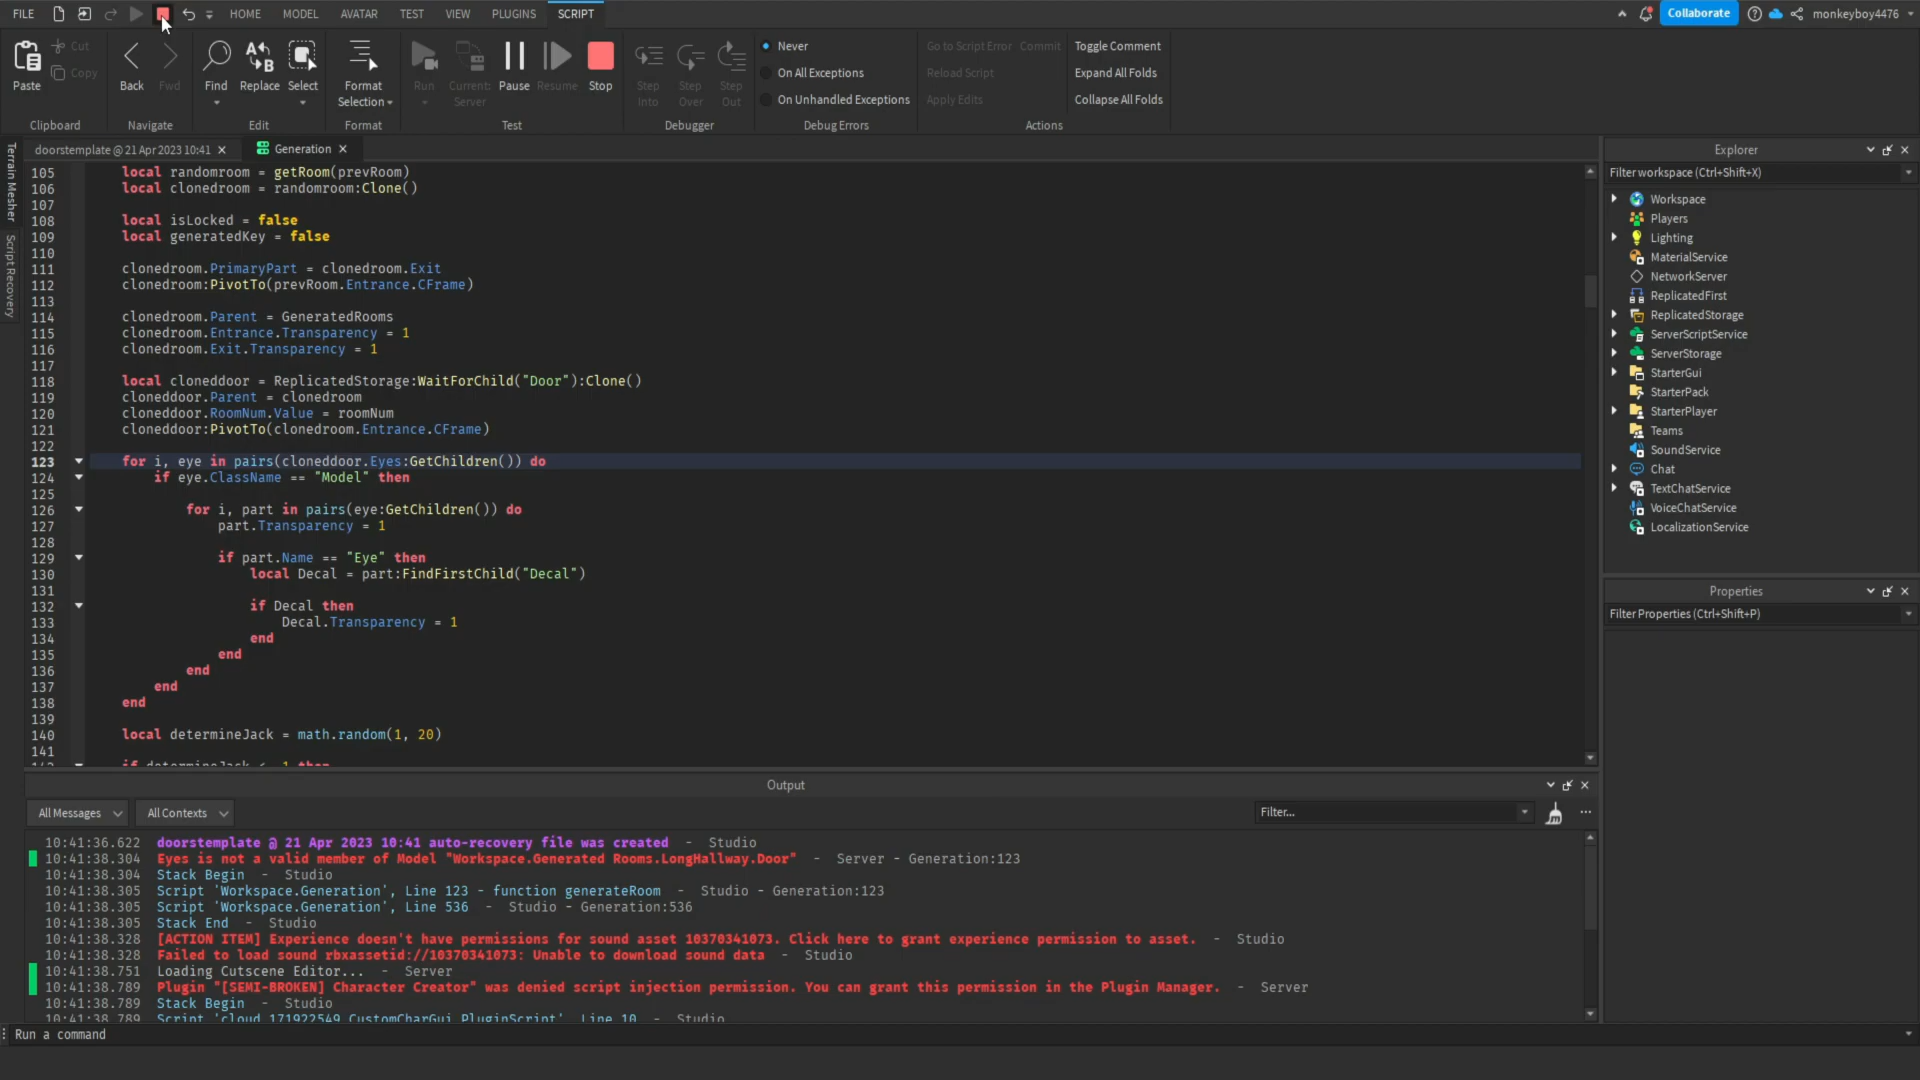 FILE HOME MODEL AVATAR TEST VIEW PLUGINS SCRIPT Collaborate monkeyboy4476
Paste Cut Copy Back Fwd Find Replace Select Format Selection Run Current: Server Pause Resume Stop Step Into Step Over Step Out
Never
On All Exceptions
On Unhandled Exceptions
Go to Script Error Commit
Reload Script
Apply Edits
Toggle Comment
Expand All Folds
Collapse All Folds
Clipboard Navigate Edit Format Test Debugger Debug Errors Actions
Terrain Mesher
Script Recovery
doorstemplate @ 21 Apr 2023 10:41 Generation
105 local randomroom = getRoom(prevRoom)
106 local clonedroom = randomroom:Clone()
107
108 local isLocked = false
109 local generatedKey = false
110
111 clonedroom.PrimaryPart = clonedroom.Exit
112 clonedroom:PivotTo(prevRoom.Entrance.CFrame)
113
114 clonedroom.Parent = GeneratedRooms
115 clonedroom.Entrance.Transparency = 1
116 clonedroom.Exit.Transparency = 1
117
118 local cloneddoor = ReplicatedStorage:WaitForChild("Door"):Clone()
119 cloneddoor.Parent = clonedroom
120 cloneddoor.RoomNum.Value = roomNum
121 cloneddoor:PivotTo(clonedroom.Entrance.CFrame)
122
123 for i, eye in pairs(cloneddoor.Eyes:GetChildren()) do
124 if eye.ClassName == "Model" then
125
126 for i, part in pairs(eye:GetChildren()) do
127 part.Transparency = 1
128
129 if part.Name == "Eye" then
130 local Decal = part:FindFirstChild("Decal")
131
132 if Decal then
133 Decal.Transparency = 1
134 end
135 end
136 end
137 end
138 end
139
140 local determineJack = math.random(1, 20)
141
142 if determineJack < 1 then
Explorer
Filter workspace (Ctrl+Shift+X)
Workspace
Players
Lighting
MaterialService
NetworkServer
ReplicatedFirst
ReplicatedStorage
ServerScriptService
ServerStorage
StarterGui
StarterPack
StarterPlayer
Teams
SoundService
Chat
TextChatService
VoiceChatService
LocalizationService
Properties
Filter Properties (Ctrl+Shift+P)
Output
All Messages All Contexts Filter...
10:41:36.622 doorstemplate @ 21 Apr 2023 10:41 auto-recovery file was created - Studio
10:41:38.304 Eyes is not a valid member of Model "Workspace.Generated Rooms.LongHallway.Door" - Server - Generation:123
10:41:38.304 Stack Begin - Studio
10:41:38.305 Script 'Workspace.Generation', Line 123 - function generateRoom - Studio - Generation:123
10:41:38.305 Script 'Workspace.Generation', Line 536 - Studio - Generation:536
10:41:38.305 Stack End - Studio
10:41:38.328 [ACTION ITEM] Experience doesn't have permissions for sound asset 10370341073. Click here to grant experience permission to asset. - Studio
10:41:38.328 Failed to load sound rbxassetid://10370341073: Unable to download sound data - Studio
10:41:38.751 Loading Cutscene Editor... - Server
10:41:38.789 Plugin "[SEMI-BROKEN] Character Creator" was denied script injection permission. You can grant this permission in the Plugin Manager. - Server
10:41:38.789 Stack Begin - Studio
10:41:38.789 Script 'cloud_171922549.CustomCharGui.PluginScript', Line 10 - Studio
Run a command